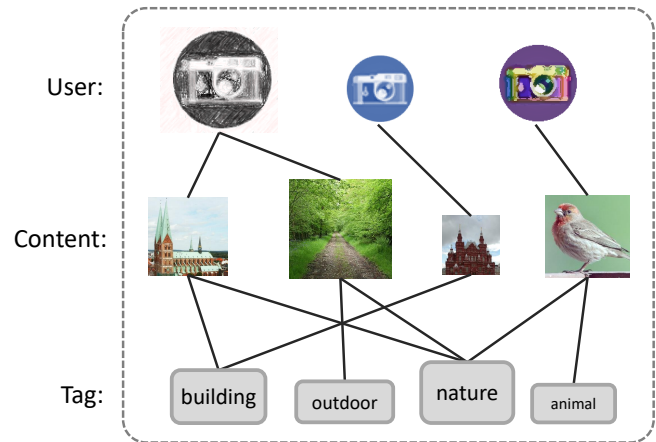 User:
Content:
Tag:
building
outdoor
nature
animal